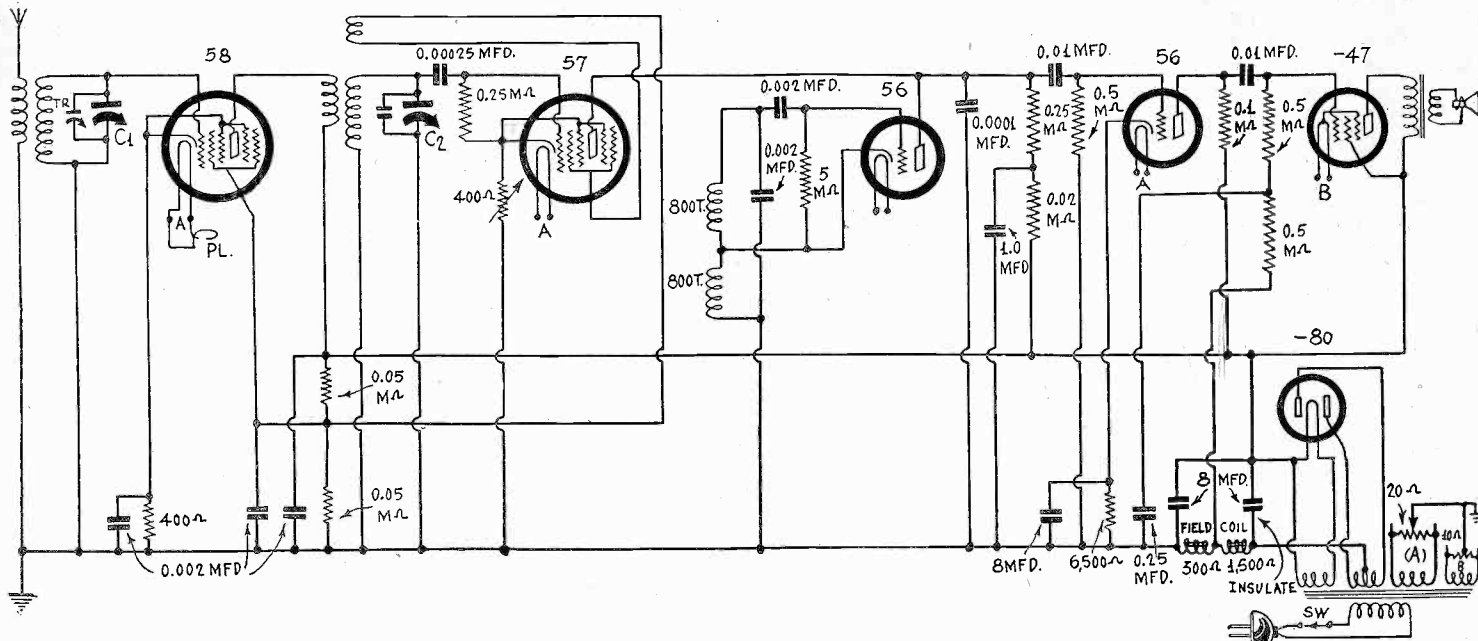 58
TR
C1
A
PL.
400Ω
0.002 MFD
0.05
MΩ
0.05
MΩ
0.00025 MFD.
57
0.25MΩ
C2
400Ω
A
0.002 MFD.
56
0.002
MFD.
5
MΩ
800T.
800T.
0.0001
MFD.
0.01 MFD.
0.25
MΩ
0.5
MΩ
0.02
MΩ
1.0
MFD
56
A
0.01 MFD.
-47
0.1
MΩ
0.5
MΩ
B
0.5
MΩ
-80
8 MFD.
8MFD.
6,500Ω
0.25
MFD.
FIELD COIL
300Ω 1,500Ω
INSULATE
20Ω
(A)
10Ω
B
SW